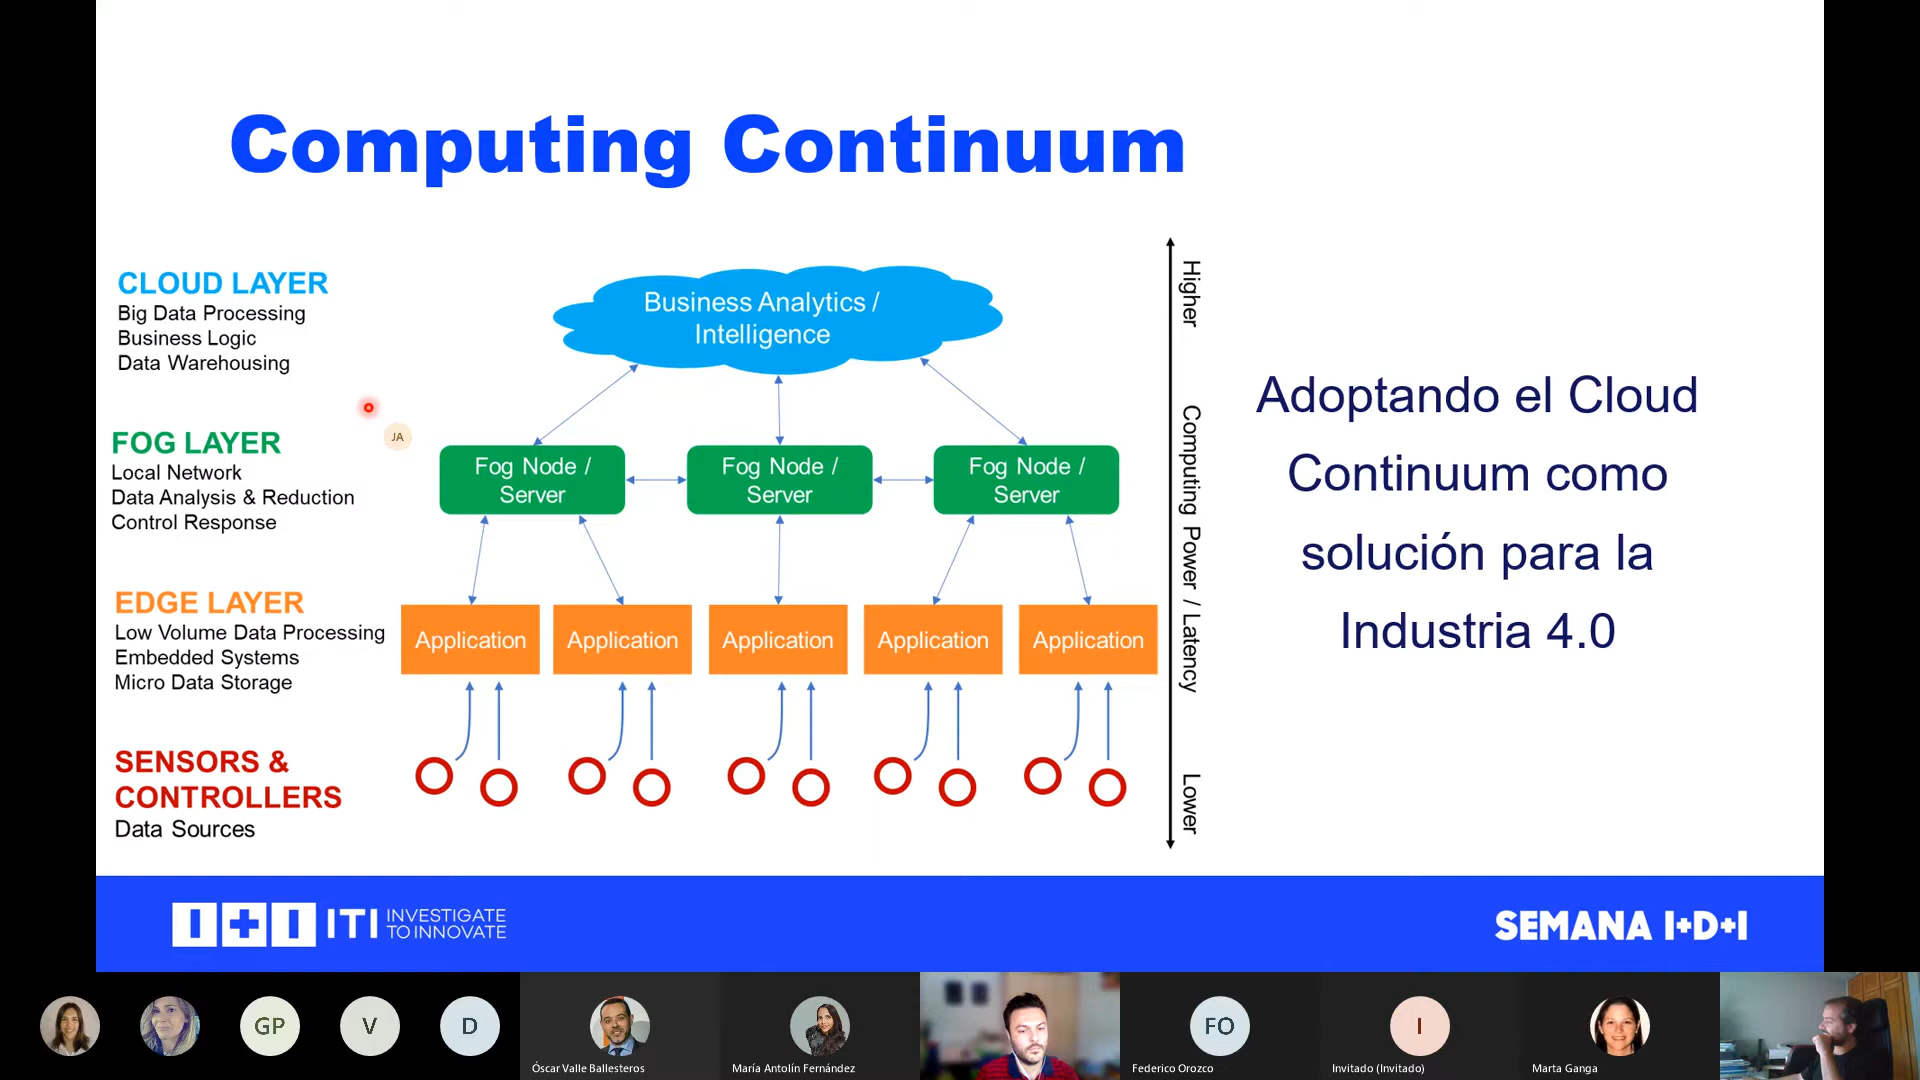 Computing Continuum
CLOUD LAYER
Big Data Processing
Business Logic
Data Warehousing
Business Analytics /
Intelligence
JA
FOG LAYER
Local Network
Data Analysis & Reduction
Control Response
Fog Node /
Server
Fog Node /
Server
Fog Node /
Server
EDGE LAYER
Low Volume Data Processing
Embedded Systems
Micro Data Storage
Application
Application
Application
Application
Application
SENSORS &
CONTROLLERS
Data Sources
Higher
Computing Power / Latency
Lower
Adoptando el Cloud
Continuum como
solución para la
Industria 4.0
I+I ITI INVESTIGATE
TO INNOVATE
SEMANA I+D+I
GP
V
D
FO
I
Óscar Valle Ballesteros
María Antolín Fernández
Federico Orozco
Invitado (Invitado)
Marta Ganga